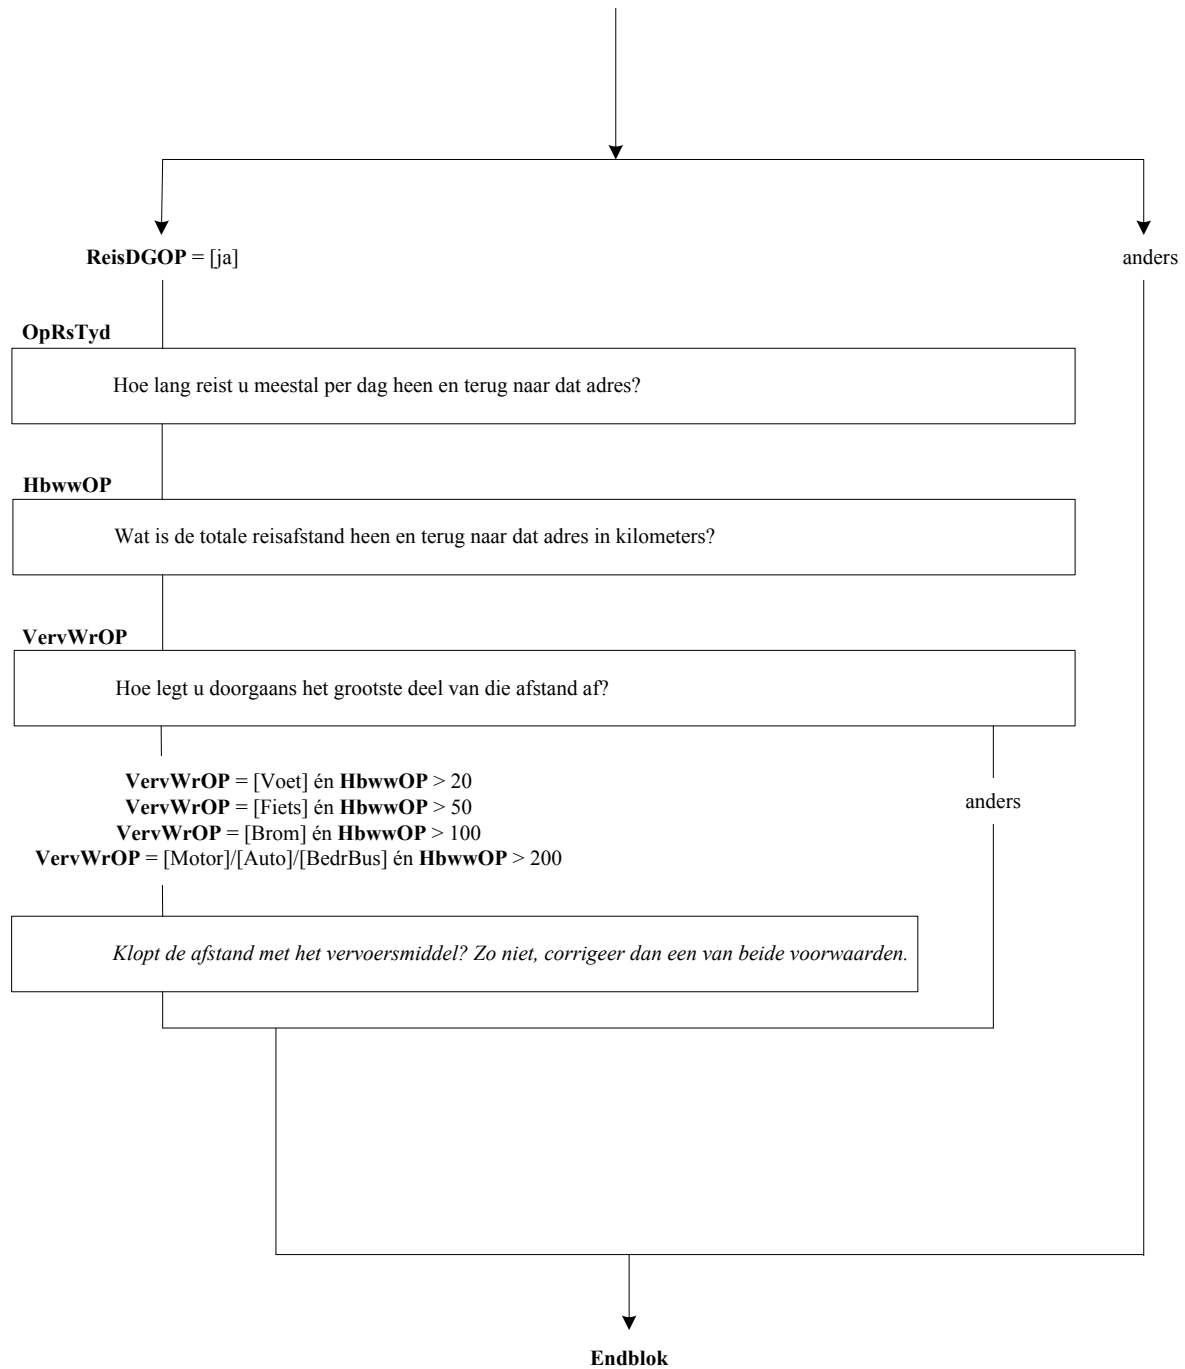 ReisDGOP = [ja]
anders
OpRsTyd
Hoe lang reist u meestal per dag heen en terug naar dat adres?
HbwwOP
Wat is de totale reisafstand heen en terug naar dat adres in kilometers?
VervWrOP
Hoe legt u doorgaans het grootste deel van die afstand af?
VervWrOP = [Voet] én HbwwOP > 20
VervWrOP = [Fiets] én HbwwOP > 50
VervWrOP = [Brom] én HbwwOP > 100
VervWrOP = [Motor]/[Auto]/[BedrBus] én HbwwOP > 200
anders
Klopt de afstand met het vervoersmiddel? Zo niet, corrigeer dan een van beide voorwaarden.
Endblok